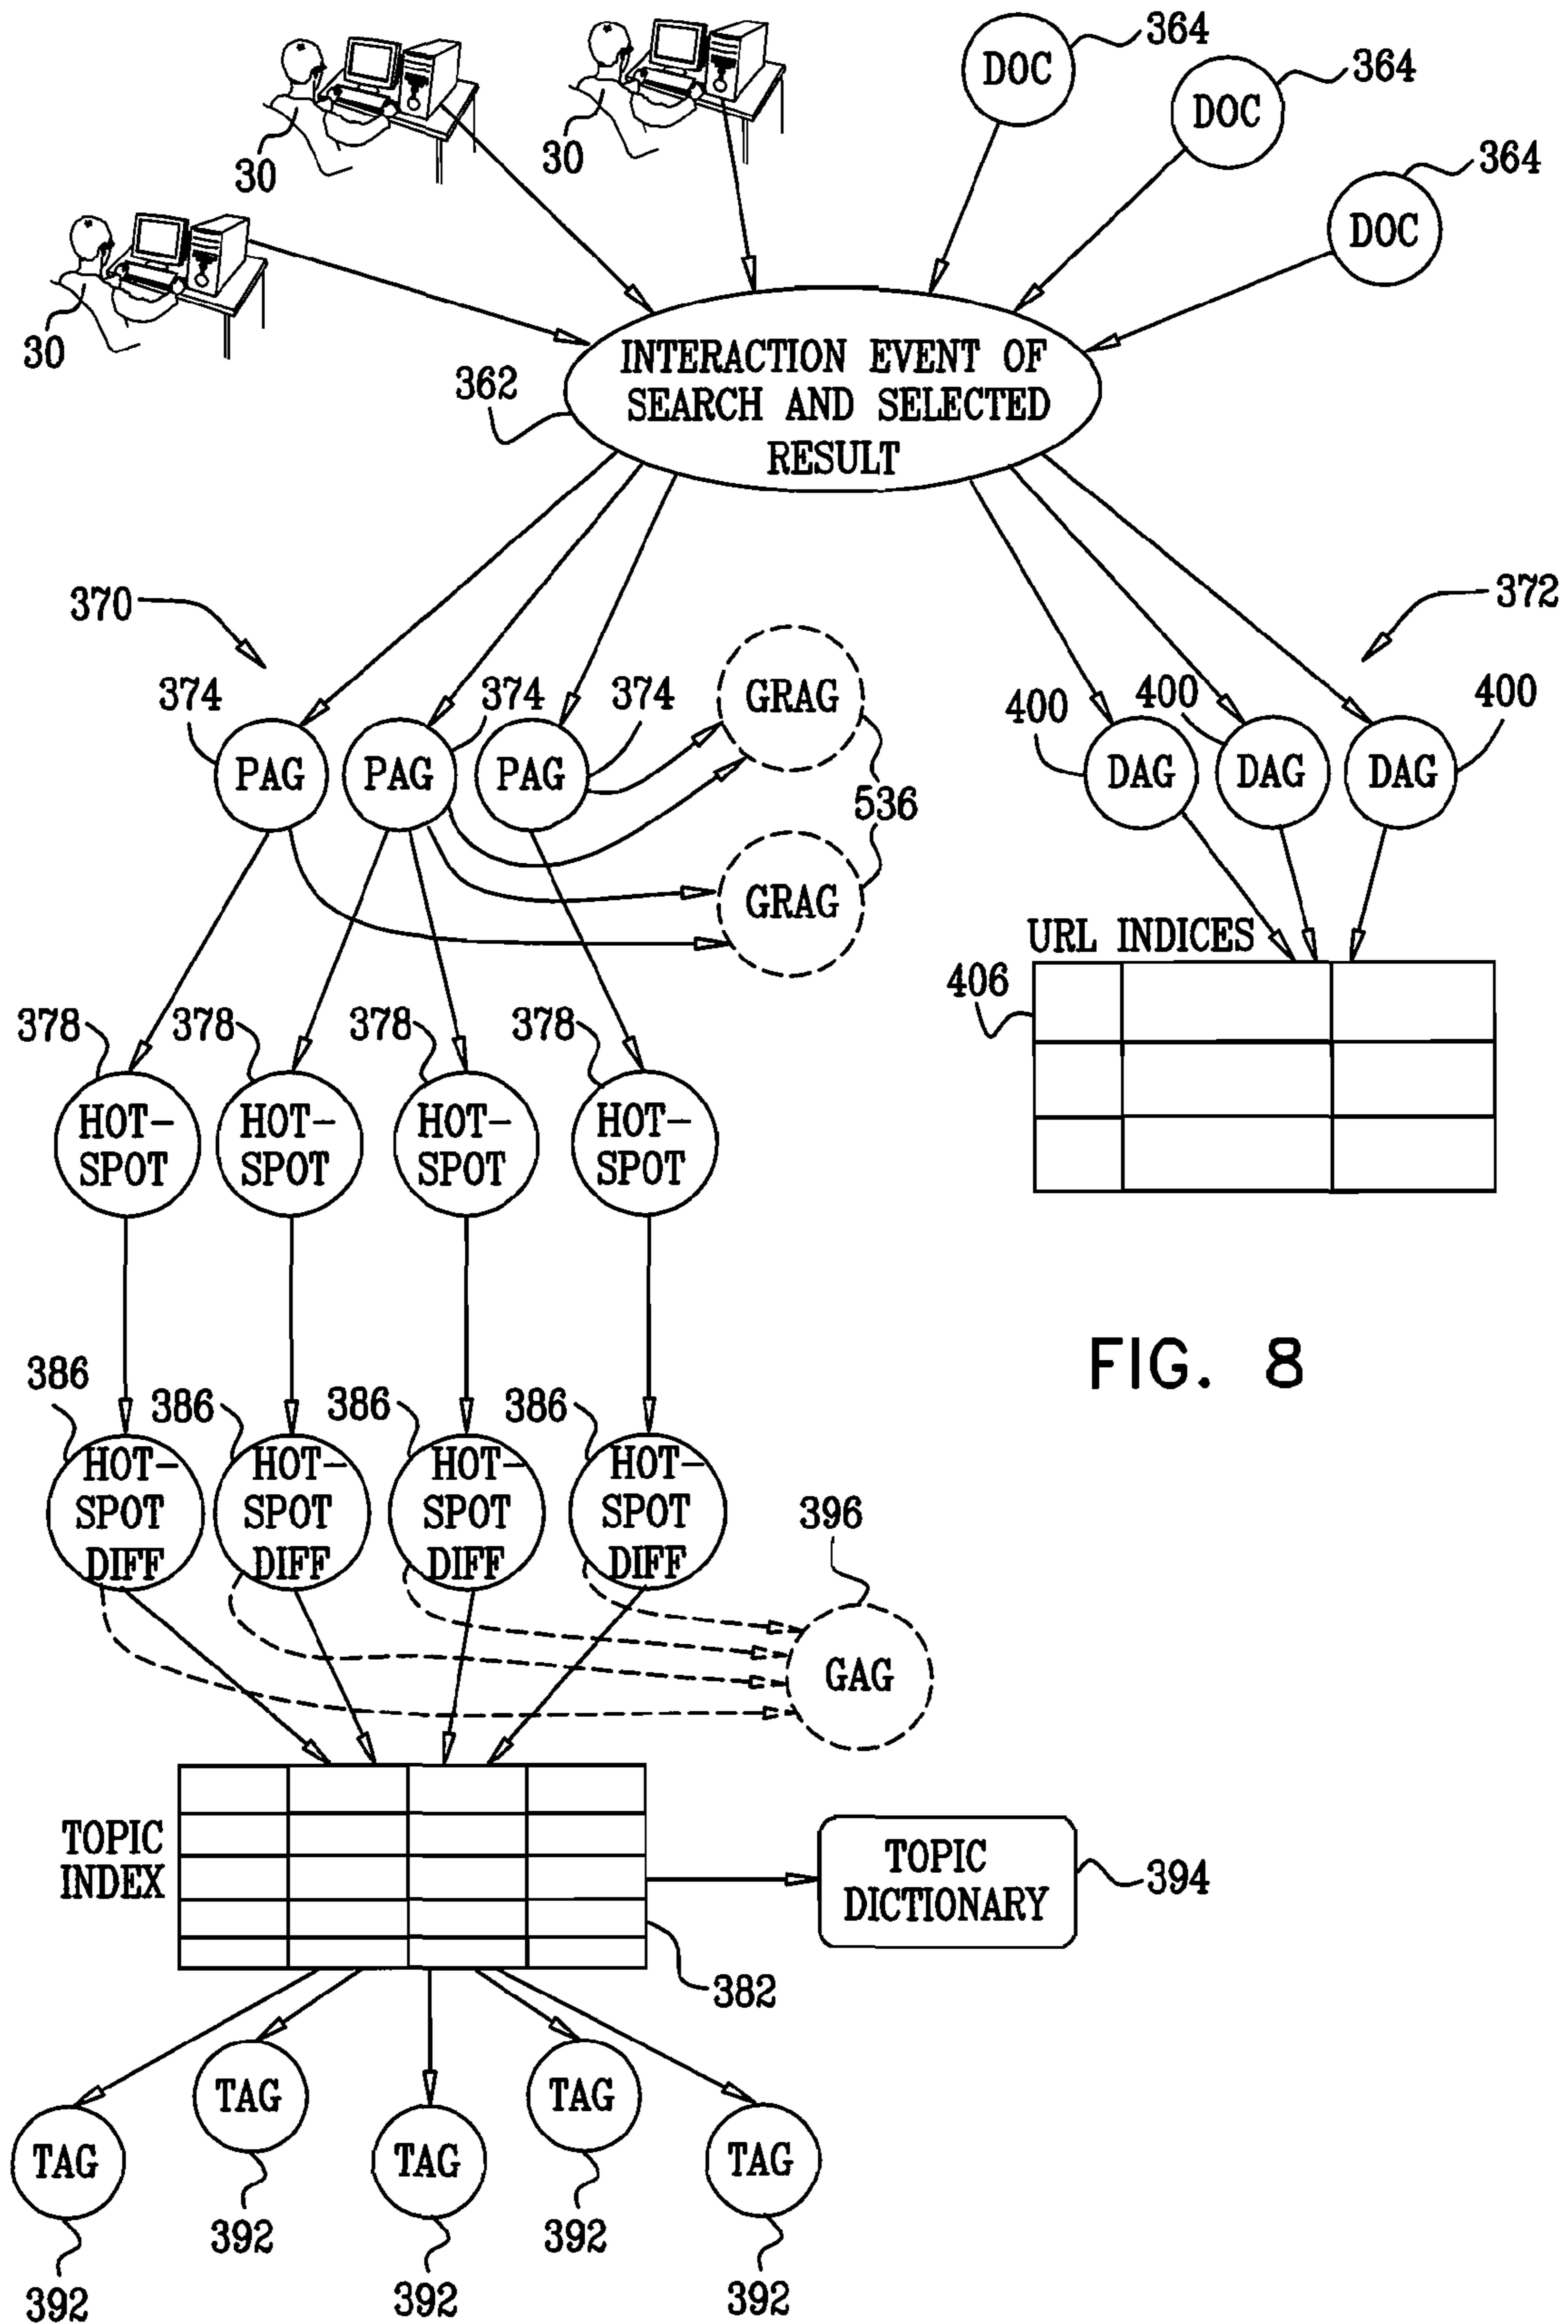 364
DOC
364
DOC
30
30
364
DOC
30
INTERACTION EVENT OF
SEARCH AND SELECTED
RESULT
362
370
372
374
374
374
GRAG
400
400
400
PAG
PAG
PAG
DAG
DAG
DAG
536
GRAG
URL INDICES
406
378
378
378
378
HOT-
SPOT
HOT-
SPOT
HOT-
SPOT
HOT-
SPOT
FIG. 8
386
386
386
386
HOT-
SPOT
DIFF
HOT-
SPOT
DIFF
HOT-
SPOT
DIFF
HOT-
SPOT
DIFF
396
GAG
TOPIC
INDEX
TOPIC
DICTIONARY
394
382
TAG
TAG
TAG
TAG
TAG
392
392
392
392
392